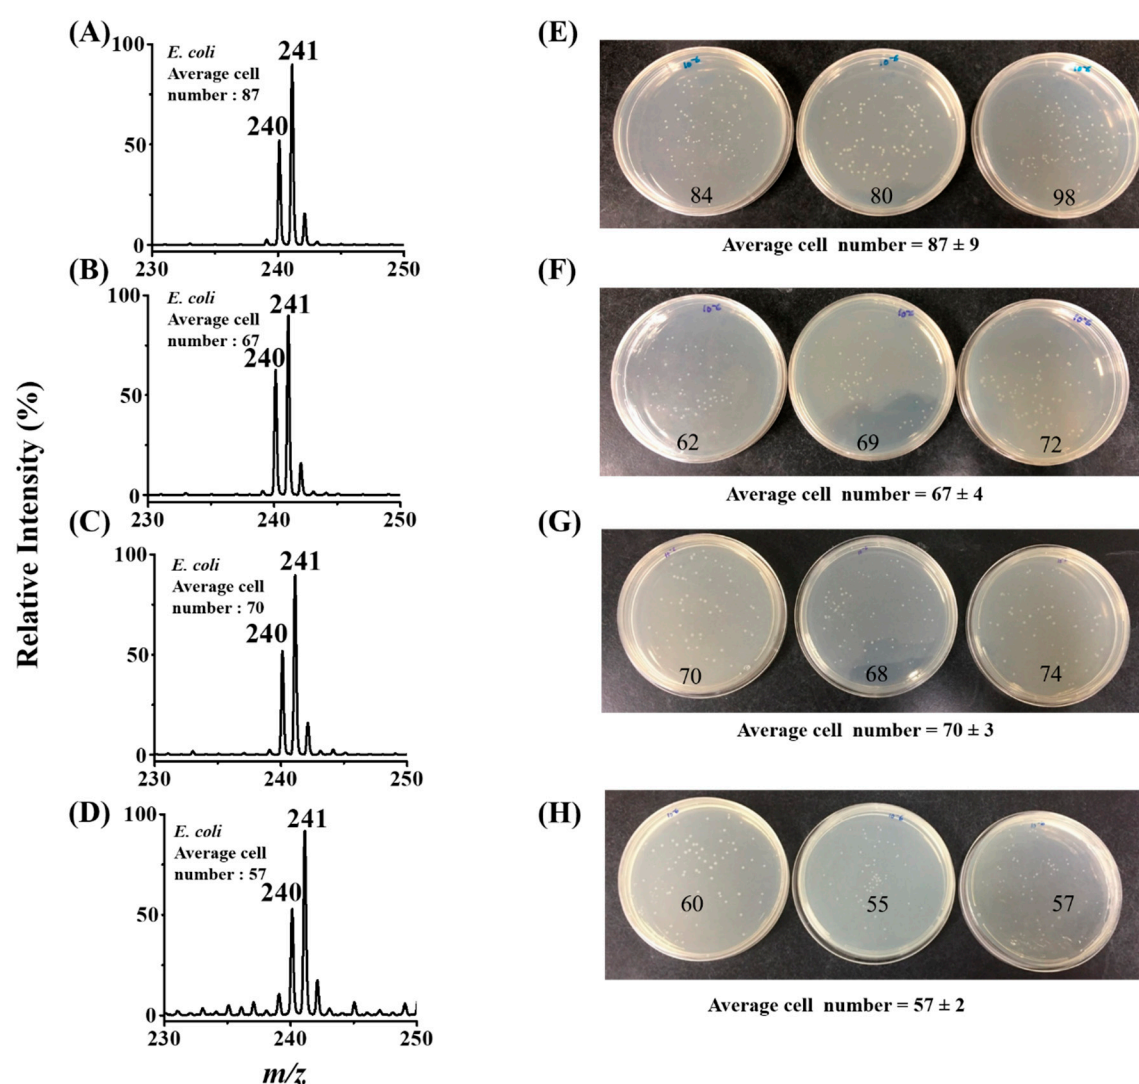 (A)
100
50
0
230
240
250
E. coli
Average cell
number : 87
241
240
(E)
84
80
98
Average cell number = 87 ± 9
(B)
100
50
0
230
240
250
E. coli
Average cell
number : 67
241
240
(F)
62
69
72
Average cell number = 67 ± 4
Relative Intensity (%)
(C)
100
50
0
230
240
250
E. coli
Average cell
number : 70
241
240
(G)
70
68
74
Average cell number = 70 ± 3
(D)
100
50
0
230
240
250
E. coli
Average cell
number : 57
241
240
m/z
(H)
60
55
57
Average cell number = 57 ± 2